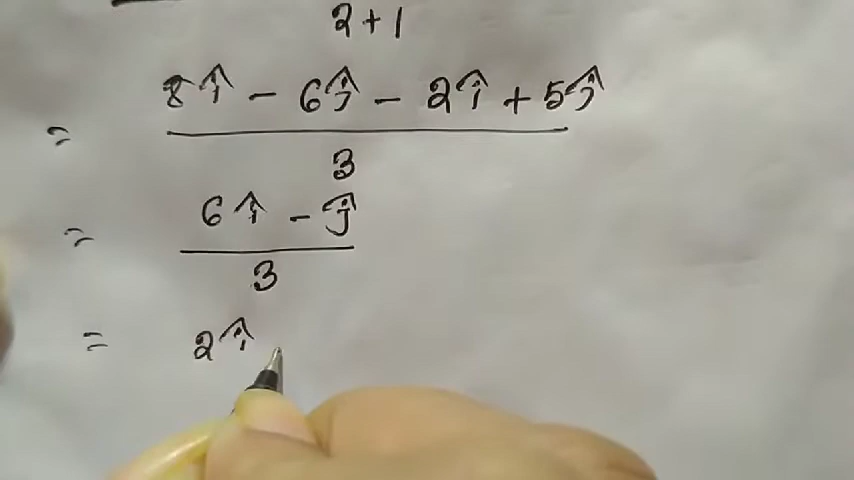 2 + 1
= 8î - 6ĵ - 2î + 5ĵ
3
= 6î - ĵ
3
= 2î